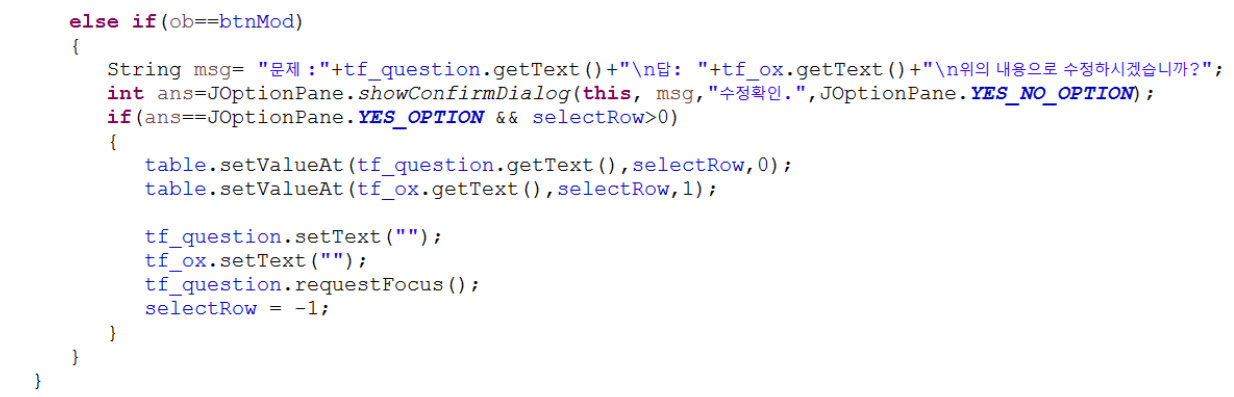 else if(ob==btnMod)
{
String msg= "문제 :"+tf_question.getText()+"\n답: "+tf_ox.getText()+"\n위의 내용으로 수정하시겠습니까?";
int ans=JOptionPane.showConfirmDialog(this, msg,"수정확인.",JOptionPane.YES_NO_OPTION);
if(ans==JOptionPane.YES_OPTION && selectRow>0)
{
table.setValueAt(tf_question.getText(),selectRow,0);
table.setValueAt(tf_ox.getText(),selectRow,1);
tf_question.setText("");
tf_ox.setText("");
tf_question.requestFocus();
selectRow = -1;
}
}
}